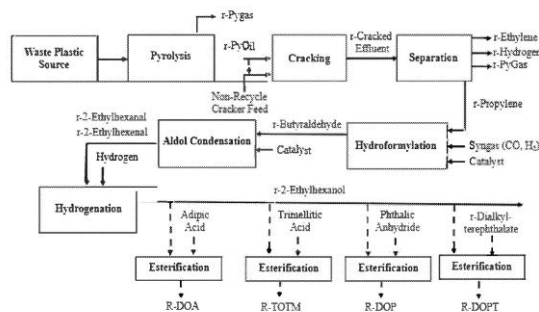 r-Pygas
Waste Plastic
Source
Pyrolysis
r-PyOil
Cracking
r-Cracked
Effluent
Separation
r-Ethylene
r-Hydrogen
r-PyGas
Non-Recycle
Cracker Feed
r-Propylene
r-2-Ethylhexanal
r-2-Ethylhexenal
Hydrogen
Aldol Condensation
r-Butyraldehyde
Catalyst
Hydroformylation
Syngas (CO, H₂)
Catalyst
Hydrogenation
r-2-Ethylhexanol
Adipic
Acid
Trimellitic
Acid
Phthalic
Anhydride
r-Dialkyl-
terephthalate
Esterification
Esterification
Esterification
Esterification
R-DOA
R-TOTM
R-DOP
R-DOPT